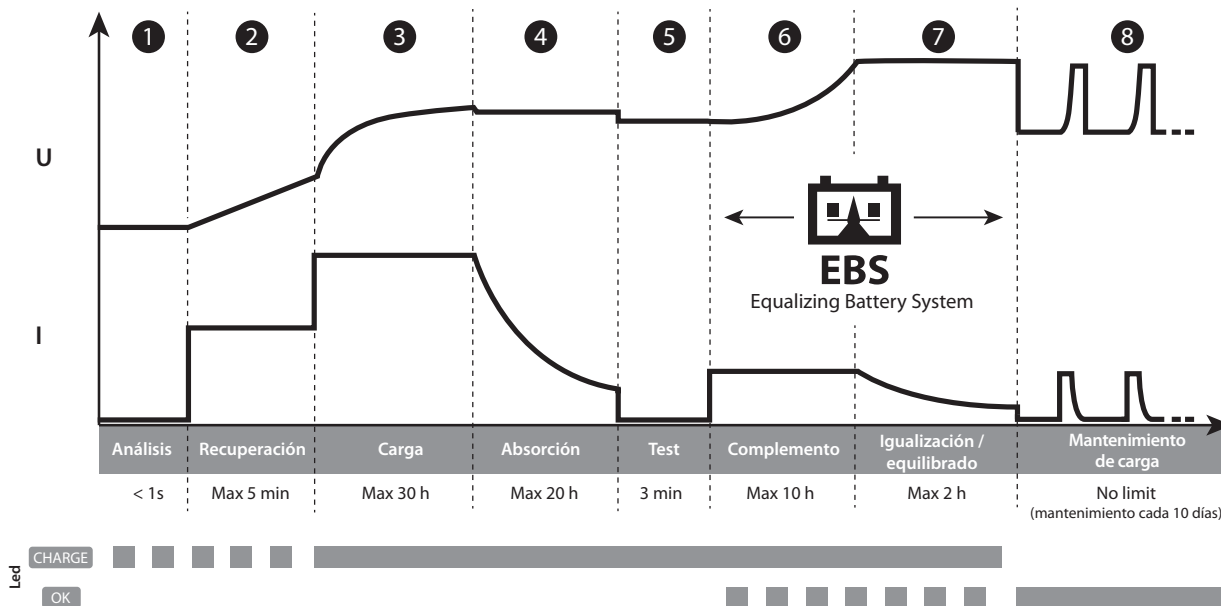 1 2 3 4 5 6 7 8
U
EBS
Equalizing Battery System
I
Análisis Recuperación Carga Absorción Test Complemento Igualización / equilibrado Mantenimiento de carga
< 1s Max 5 min Max 30 h Max 20 h 3 min Max 10 h Max 2 h No limit
(mantenimiento cada 10 días)
Led
CHARGE
OK